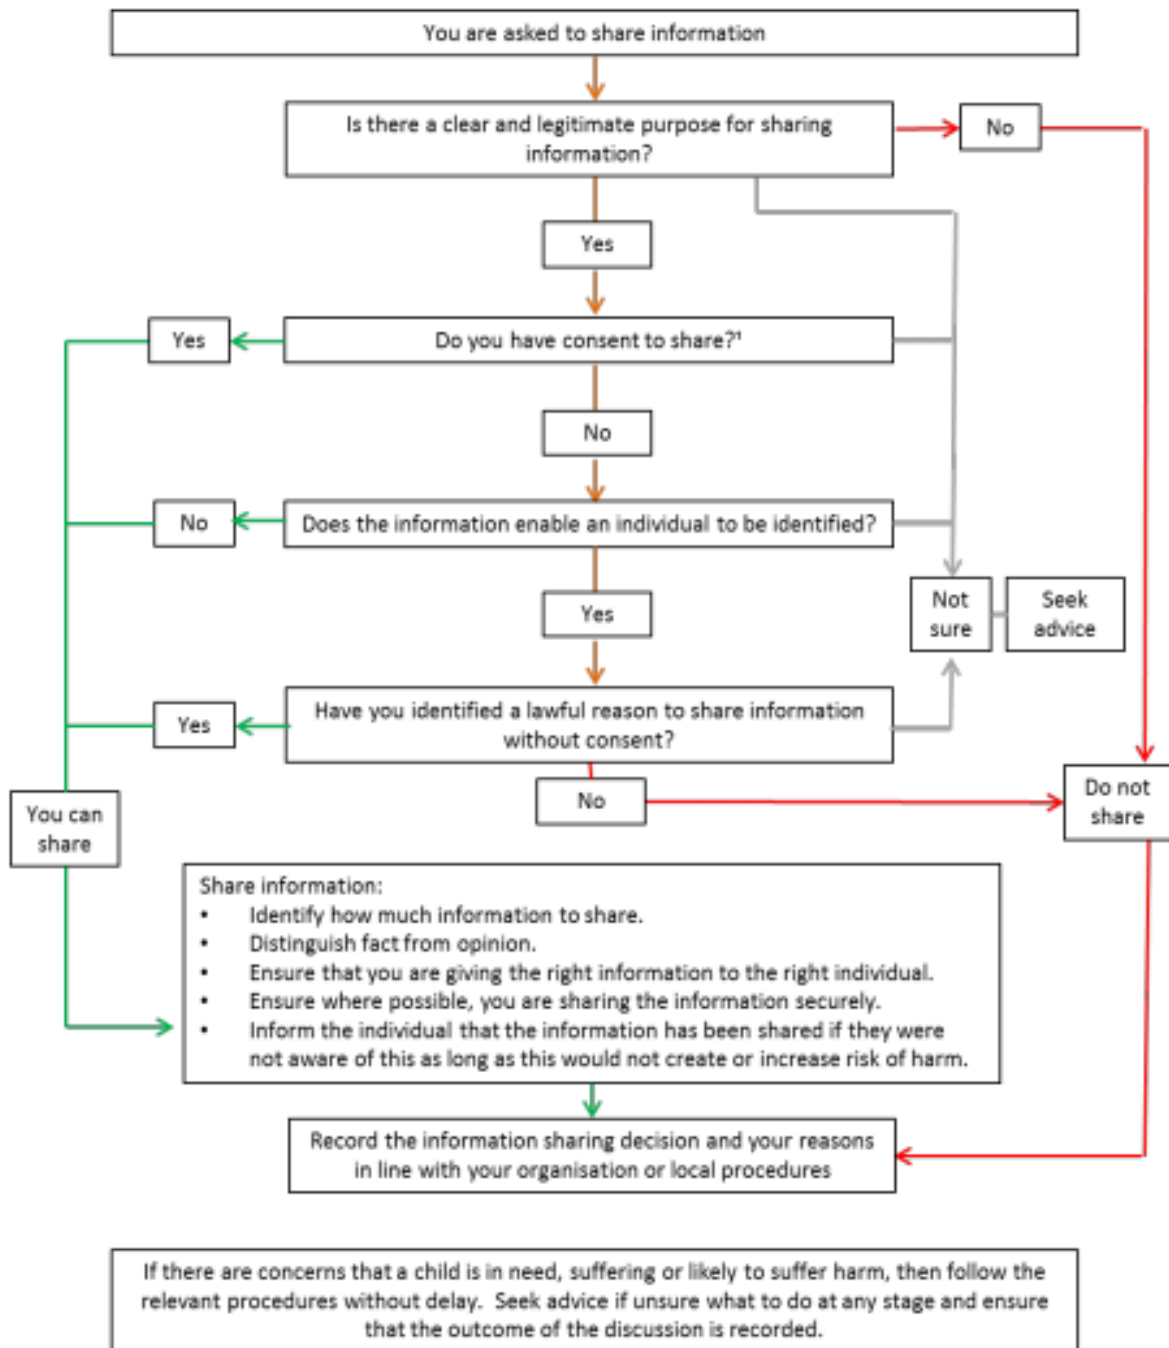 You are asked to share information
Is there a clear and legitimate purpose for sharing
information?
No
Yes
Yes
Do you have consent to share?¹
No
No
Does the information enable an individual to be identified?
Yes
Not
sure
Seek
advice
Yes
Have you identified a lawful reason to share information
without consent?
No
You can
share
Do not
share
Share information:
• Identify how much information to share.
• Distinguish fact from opinion.
• Ensure that you are giving the right information to the right individual.
• Ensure where possible, you are sharing the information securely.
• Inform the individual that the information has been shared if they were
not aware of this as long as this would not create or increase risk of harm.
Record the information sharing decision and your reasons
in line with your organisation or local procedures
If there are concerns that a child is in need, suffering or likely to suffer harm, then follow the
relevant procedures without delay. Seek advice if unsure what to do at any stage and ensure
that the outcome of the discussion is recorded.